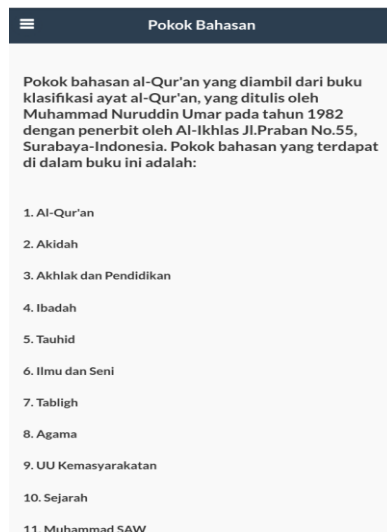 Pokok Bahasan
Pokok bahasan al-Qur'an yang diambil dari buku
klasifikasi ayat al-Qur'an, yang ditulis oleh
Muhammad Nuruddin Umar pada tahun 1982
dengan penerbit oleh Al-Ikhlas Jl.Praban No.55,
Surabaya-Indonesia. Pokok bahasan yang terdapat
di dalam buku ini adalah:
1. Al-Qur'an
2. Akidah
3. Akhlak dan Pendidikan
4. Ibadah
5. Tauhid
6. Ilmu dan Seni
7. Tabligh
8. Agama
9. UU Kemasyarakatan
10. Sejarah
11. Muhammad SAW